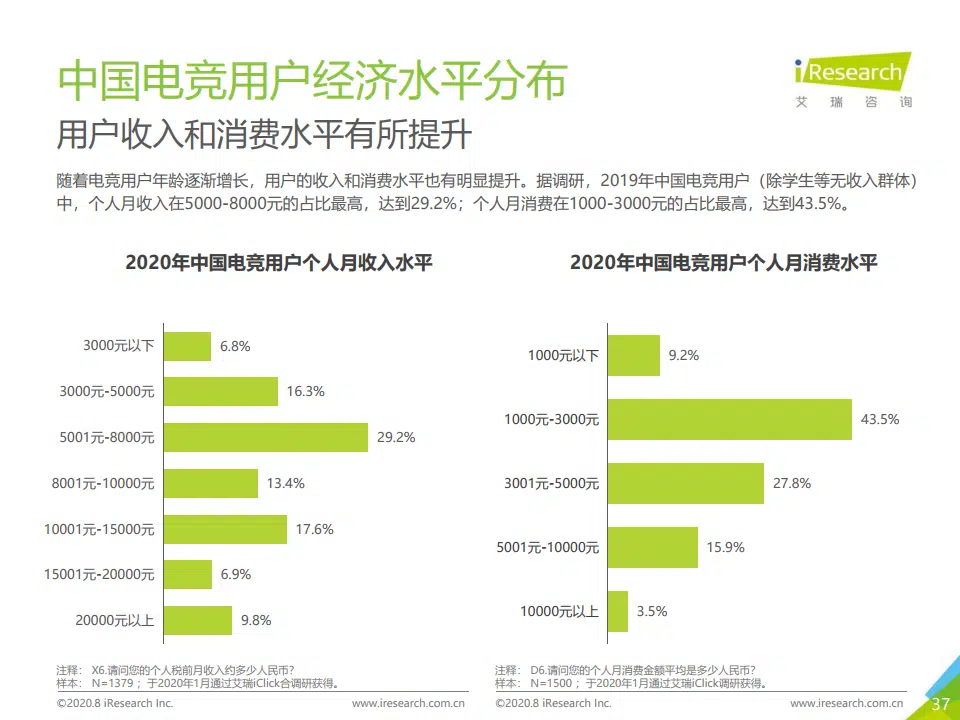 中国电竞用户经济水平分布
iResearch
艾 瑞 咨 询
用户收入和消费水平有所提升
随着电竞用户年龄逐渐增长，用户的收入和消费水平也有明显提升。据调研，2019年中国电竞用户（除学生等无收入群体）
中，个人月收入在5000-8000元的占比最高，达到29.2%；个人月消费在1000-3000元的占比最高，达到43.5%。
2020年中国电竞用户个人月收入水平
3000元以下 6.8%
3000元-5000元 16.3%
5001元-8000元 29.2%
8001元-10000元 13.4%
10001元-15000元 17.6%
15001元-20000元 6.9%
20000元以上 9.8%
注释： X6.请问您的个人税前月收入约多少人民币？
样本： N=1379；于2020年1月通过艾瑞iClick合调研获得。
©2020.8 iResearch Inc. www.iresearch.com.cn
2020年中国电竞用户个人月消费水平
1000元以下 9.2%
1000元-3000元 43.5%
3001元-5000元 27.8%
5001元-10000元 15.9%
10000元以上 3.5%
注释： D6.请问您的个人月消费金额平均是多少人民币？
样本： N=1500；于2020年1月通过艾瑞iClick调研获得。
©2020.8 iResearch Inc. www.iresearch.com.cn
37